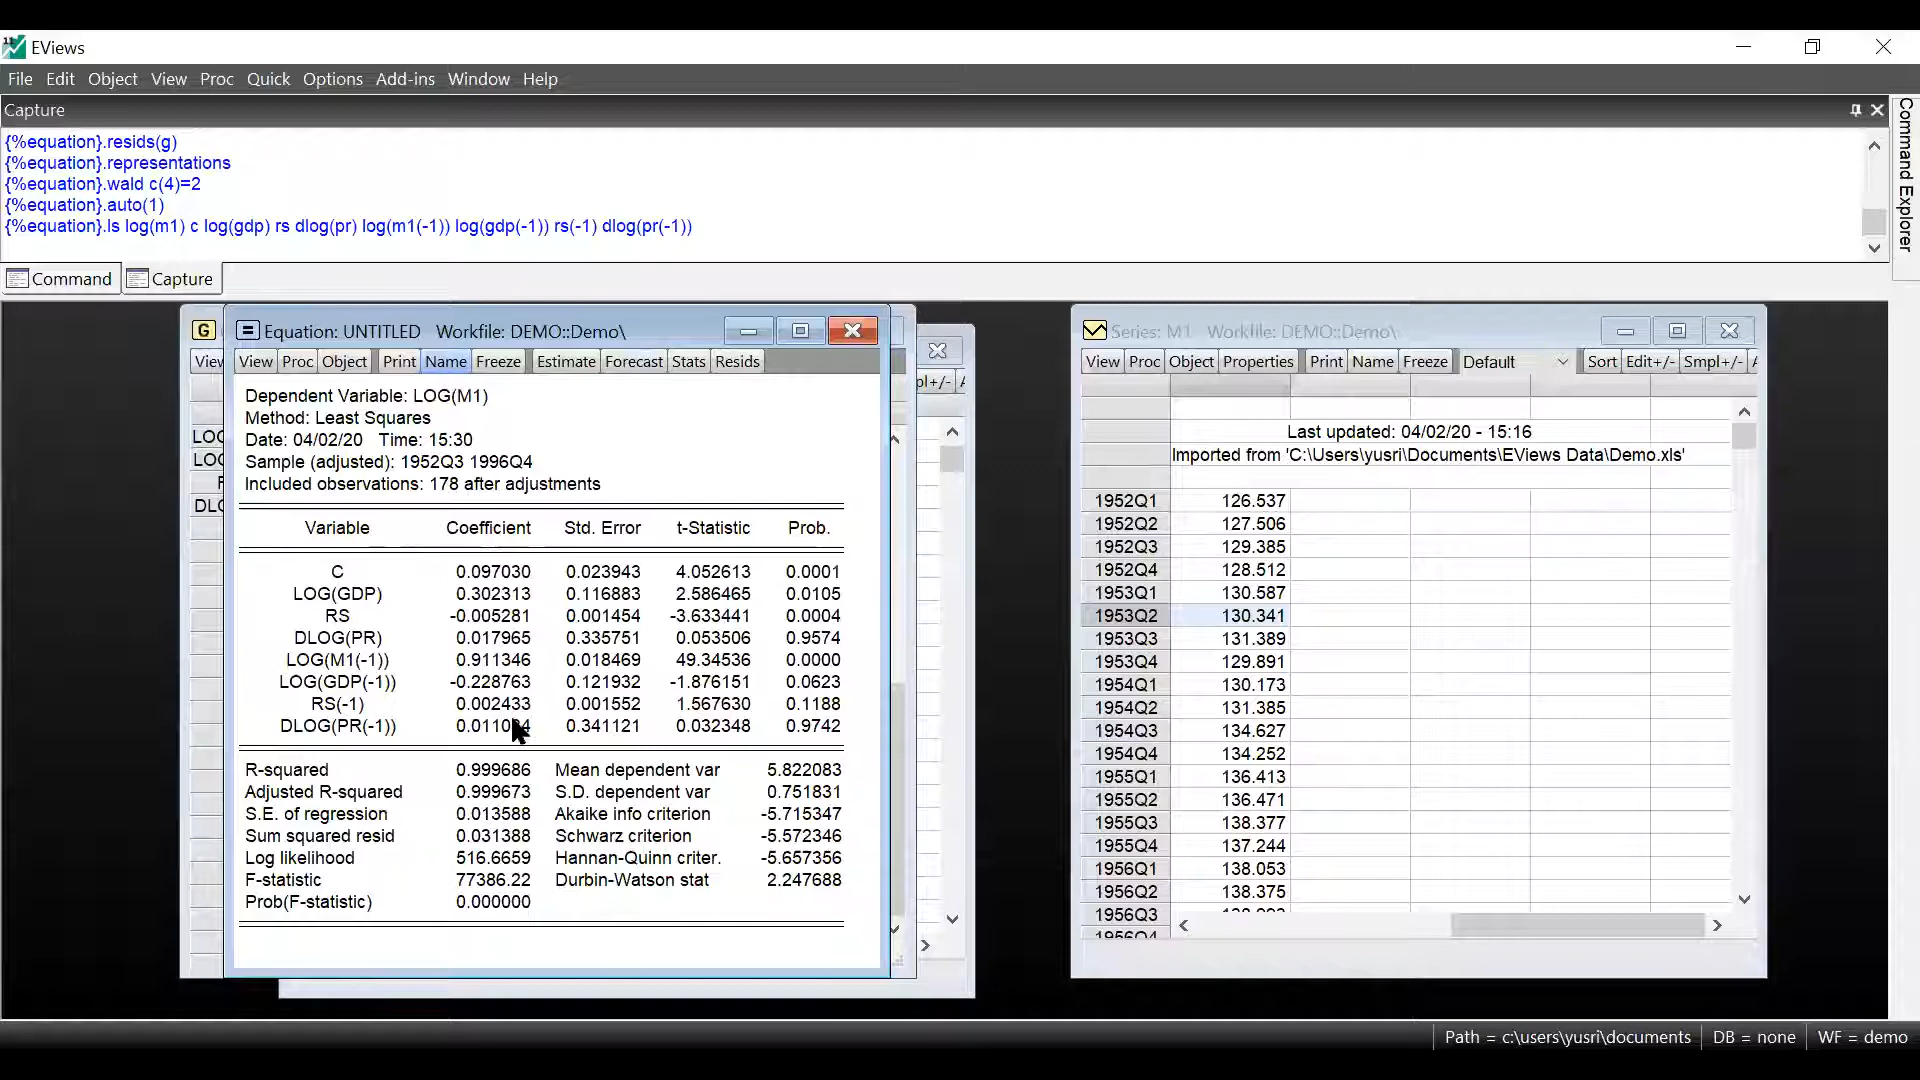 EViews
File Edit Object View Proc Quick Options Add-ins Window Help
Capture
{%equation}.resids(g)
{%equation}.representations
{%equation}.wald c(4)=2
{%equation}.auto(1)
{%equation}.ls log(m1) c log(gdp) rs dlog(pr) log(m1(-1)) log(gdp(-1)) rs(-1) dlog(pr(-1))
Command Explorer
Command Capture
G
Equation: UNTITLED Workfile: DEMO::Demo\
View Proc Object Print Name Freeze Estimate Forecast Stats Resids
Dependent Variable: LOG(M1)
Method: Least Squares
Date: 04/02/20 Time: 15:30
Sample (adjusted): 1952Q3 1996Q4
Included observations: 178 after adjustments
Variable Coefficient Std. Error t-Statistic Prob.
C 0.097030 0.023943 4.052613 0.0001
LOG(GDP) 0.302313 0.116883 2.586465 0.0105
RS -0.005281 0.001454 -3.633441 0.0004
DLOG(PR) 0.017965 0.335751 0.053506 0.9574
LOG(M1(-1)) 0.911346 0.018469 49.34536 0.0000
LOG(GDP(-1)) -0.228763 0.121932 -1.876151 0.0623
RS(-1) 0.002433 0.001552 1.567630 0.1188
DLOG(PR(-1)) 0.341121 0.032348 0.9742
R-squared 0.999686 Mean dependent var 5.822083
Adjusted R-squared 0.999673 S.D. dependent var 0.751831
S.E. of regression 0.013588 Akaike info criterion -5.715347
Sum squared resid 0.031388 Schwarz criterion -5.572346
Log likelihood 516.6659 Hannan-Quinn criter. -5.657356
F-statistic 77386.22 Durbin-Watson stat 2.247688
Prob(F-statistic) 0.000000
Series: M1 Workfile: DEMO::Demo\
View Proc Object Properties Print Name Freeze Default Sort Edit+/- Smpl+/-
Last updated: 04/02/20 - 15:16
Imported from 'C:\Users\yusri\Documents\EViews Data\Demo.xls'
1952Q1 126.537
1952Q2 127.506
1952Q3 129.385
1952Q4 128.512
1953Q1 130.587
1953Q2 130.341
1953Q3 131.389
1953Q4 129.891
1954Q1 130.173
1954Q2 131.385
1954Q3 134.627
1954Q4 134.252
1955Q1 136.413
1955Q2 136.471
1955Q3 138.377
1955Q4 137.244
1956Q1 138.053
1956Q2 138.375
1956Q3
Path = c:\users\yusri\documents DB = none WF = demo